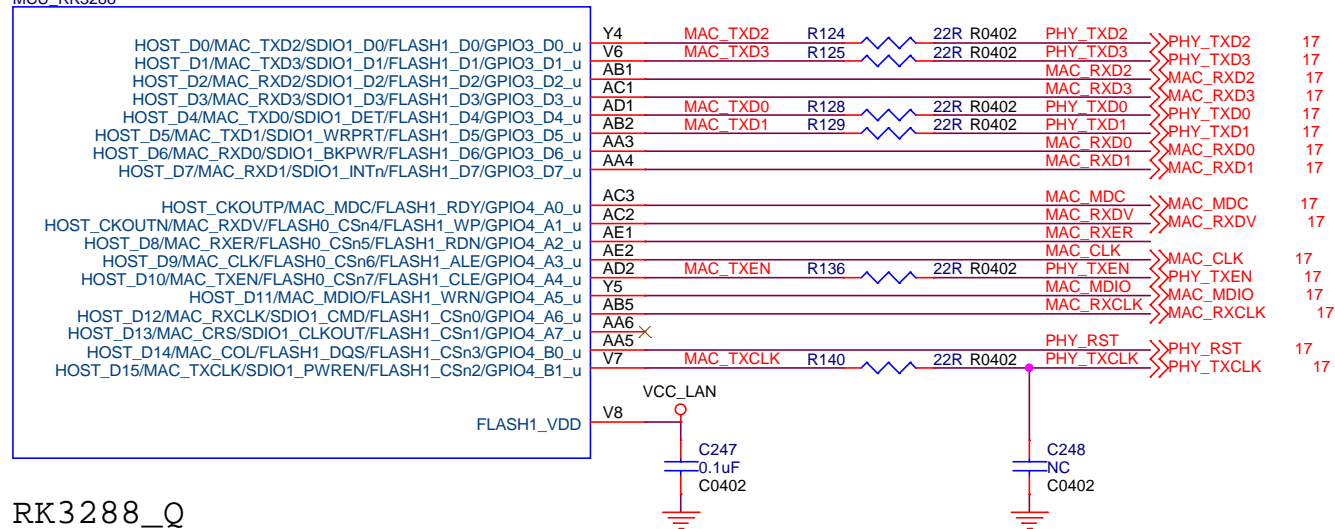 MCU_RK3288
HOST_D0/MAC_TXD2/SDIO1_D0/FLASH1_D0/GPIO3_D0_u Y4 MAC_TXD2 R124 22R R0402 PHY_TXD2 PHY_TXD2 17
HOST_D1/MAC_TXD3/SDIO1_D1/FLASH1_D1/GPIO3_D1_u V6 MAC_TXD3 R125 22R R0402 PHY_TXD3 PHY_TXD3 17
HOST_D2/MAC_RXD2/SDIO1_D2/FLASH1_D2/GPIO3_D2_u AB1 MAC_RXD2 MAC_RXD2 17
HOST_D3/MAC_RXD3/SDIO1_D3/FLASH1_D3/GPIO3_D3_u AC1 MAC_RXD3 MAC_RXD3 17
HOST_D4/MAC_TXD0/SDIO1_DET/FLASH1_D4/GPIO3_D4_u AD1 MAC_TXD0 R128 22R R0402 PHY_TXD0 PHY_TXD0 17
HOST_D5/MAC_TXD1/SDIO1_WRPRT/FLASH1_D5/GPIO3_D5_u AB2 MAC_TXD1 R129 22R R0402 PHY_TXD1 PHY_TXD1 17
HOST_D6/MAC_RXD0/SDIO1_BKPWR/FLASH1_D6/GPIO3_D6_u AA3 MAC_RXD0 MAC_RXD0 17
HOST_D7/MAC_RXD1/SDIO1_INTn/FLASH1_D7/GPIO3_D7_u AA4 MAC_RXD1 MAC_RXD1 17
HOST_CKOUTP/MAC_MDC/FLASH1_RDY/GPIO4_A0_u AC3 MAC_MDC MAC_MDC 17
HOST_CKOUTN/MAC_RXDV/FLASH0_CSn4/FLASH1_WP/GPIO4_A1_u AC2 MAC_RXDV MAC_RXDV 17
HOST_D8/MAC_RXER/FLASH0_CSn5/FLASH1_RDN/GPIO4_A2_u AE1 MAC_RXER
HOST_D9/MAC_CLK/FLASH0_CSn6/FLASH1_ALE/GPIO4_A3_u AE2 MAC_CLK MAC_CLK 17
HOST_D10/MAC_TXEN/FLASH0_CSn7/FLASH1_CLE/GPIO4_A4_u AD2 MAC_TXEN R136 22R R0402 PHY_TXEN PHY_TXEN 17
HOST_D11/MAC_MDIO/FLASH1_WRN/GPIO4_A5_u Y5 MAC_MDIO MAC_MDIO 17
HOST_D12/MAC_RXCLK/SDIO1_CMD/FLASH1_CSn0/GPIO4_A6_u AB5 MAC_RXCLK MAC_RXCLK 17
HOST_D13/MAC_CRS/SDIO1_CLKOUT/FLASH1_CSn1/GPIO4_A7_u AA6
HOST_D14/MAC_COL/FLASH1_DQS/FLASH1_CSn3/GPIO4_B0_u AA5 PHY_RST PHY_RST 17
HOST_D15/MAC_TXCLK/SDIO1_PWREN/FLASH1_CSn2/GPIO4_B1_u V7 MAC_TXCLK R140 22R R0402 PHY_TXCLK PHY_TXCLK 17
VCC_LAN
FLASH1_VDD V8
C247 C248
0.1uF NC
C0402 C0402
RK3288_Q